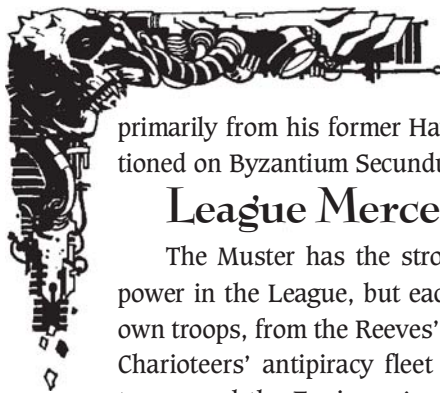 primarily from his former Ha
tioned on Byzantium Secund
League Merce
The Muster has the stro
power in the League, but eac
own troops, from the Reeves'
Charioteers' antipiracy fleet